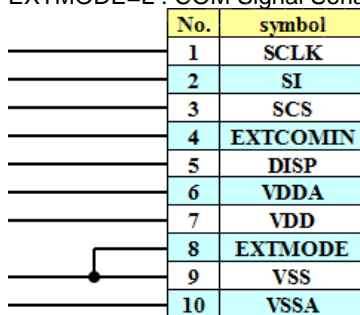 EXTMODE=L : COM Signal Seria
No. symbol
1 SCLK
2 SI
3 SCS
4 EXTCOMIN
5 DISP
6 VDDA
7 VDD
8 EXTMODE
9 VSS
10 VSSA